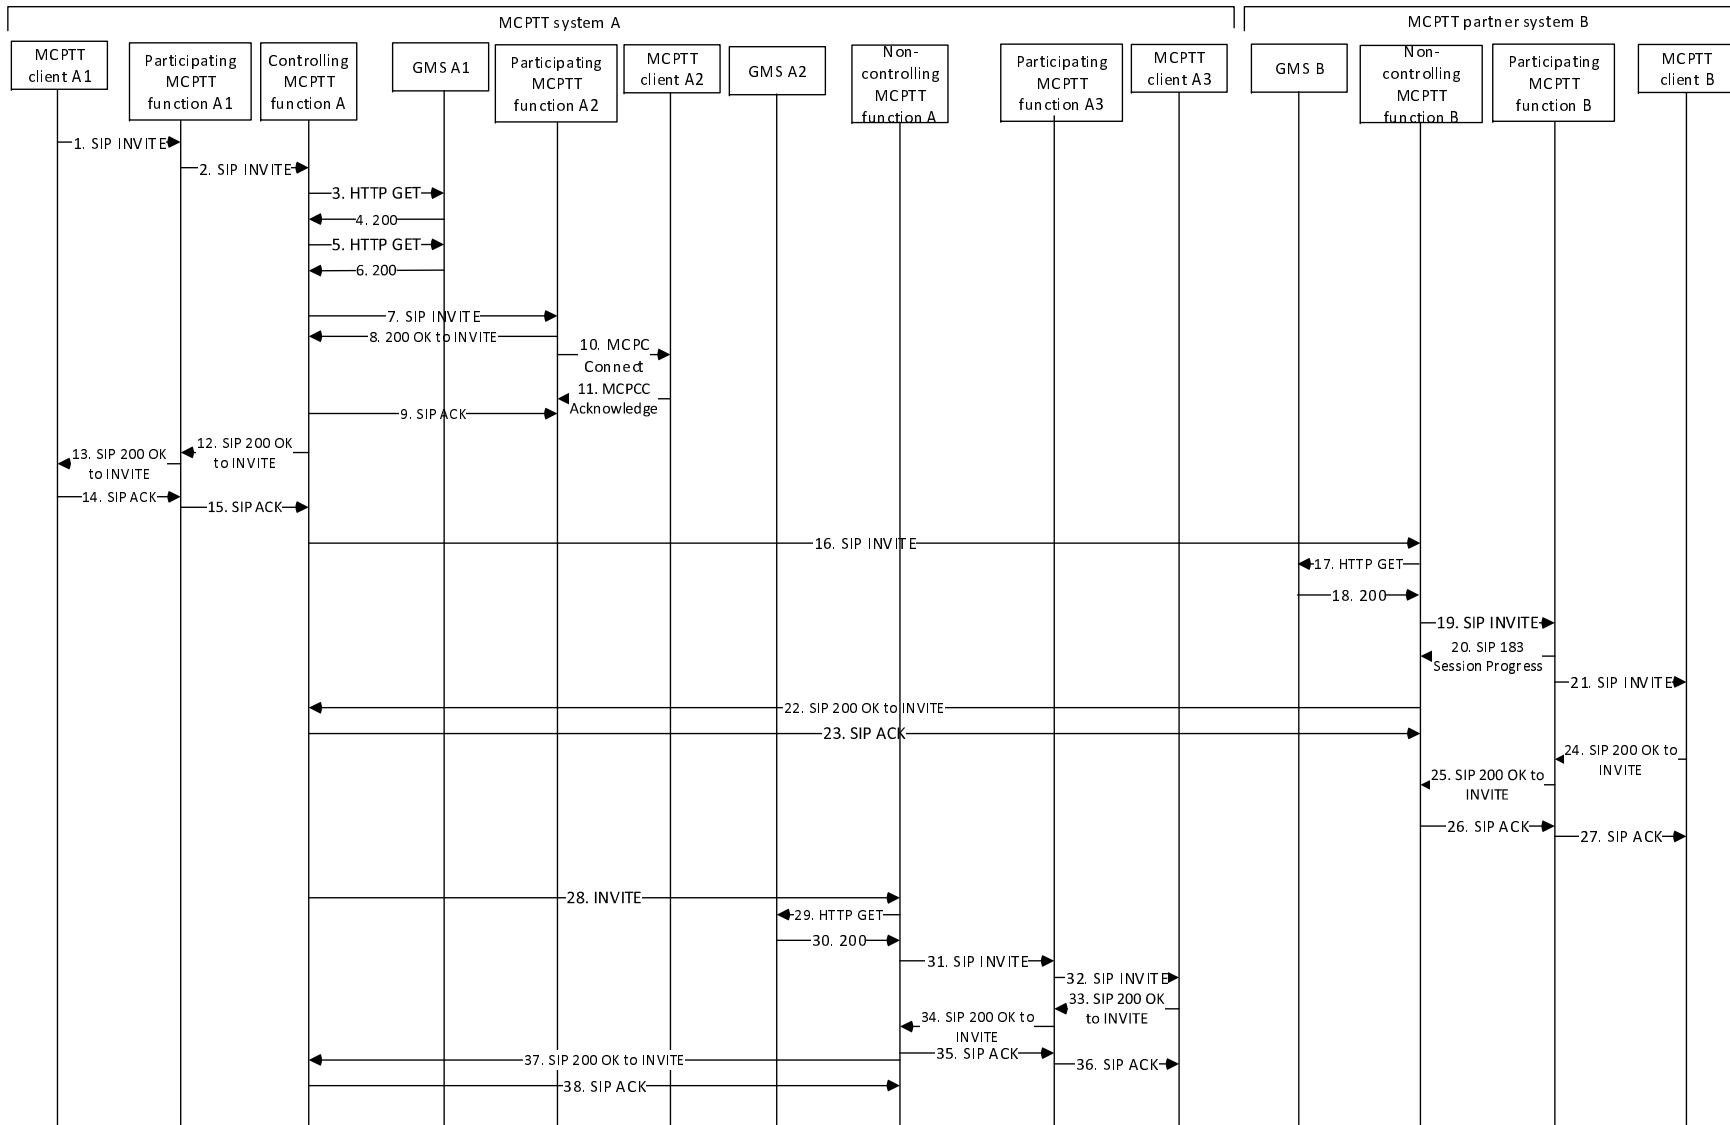 MCPTT system A
MCPTT partner system B
MCPTT
client A1
Participating
MCPTT
function A1
Controlling
MCPTT
function A
GMS A1
Participating
MCPTT
function A2
MCPTT
client A2
GMS A2
Non-
controlling
MCPTT
function A
Participating
MCPTT
function A3
MCPTT
client A3
GMS B
Non-
controlling
MCPTT
function B
Participating
MCPTT
function B
MCPTT
client B
1. SIP INVITE
2. SIP INVITE
3. HTTP GET
4. 200
5. HTTP GET
6. 200
7. SIP INVITE
8. 200 OK to INVITE
10. MCPC
Connect
11. MCPCC
Acknowledge
9. SIP ACK
12. SIP 200 OK
to INVITE
13. SIP 200 OK
to INVITE
14. SIP ACK
15. SIP ACK
16. SIP INVITE
17. HTTP GET
18. 200
19. SIP INVITE
20. SIP 183
Session Progress
21. SIP INVITE
22. SIP 200 OK to INVITE
23. SIP ACK
24. SIP 200 OK to
INVITE
25. SIP 200 OK to
INVITE
26. SIP ACK
27. SIP ACK
28. INVITE
29. HTTP GET
30. 200
31. SIP INVITE
32. SIP INVITE
33. SIP 200 OK
to INVITE
34. SIP 200 OK to
INVITE
35. SIP ACK
36. SIP ACK
37. SIP 200 OK to INVITE
38. SIP ACK